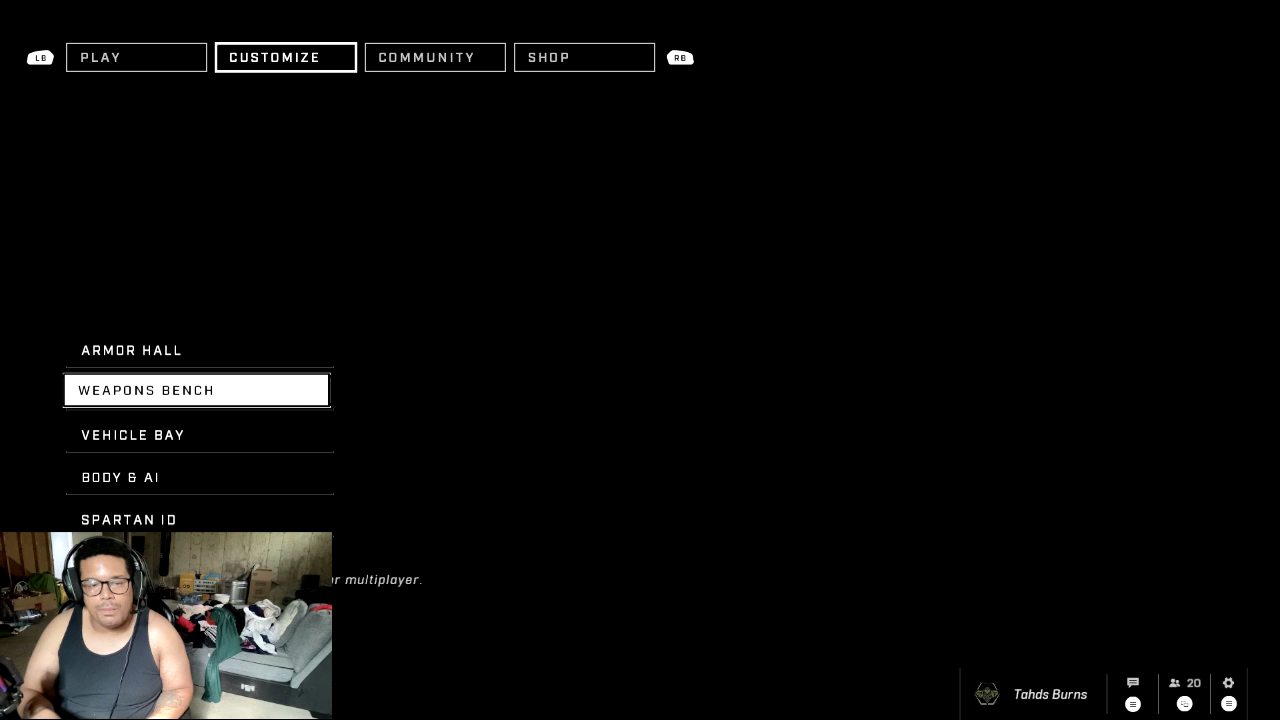 LB PLAY CUSTOMIZE COMMUNITY SHOP RB
ARMOR HALL
WEAPONS BENCH
VEHICLE BAY
BODY & AI
SPARTAN ID
multiplayer.
20
Tahds Burns